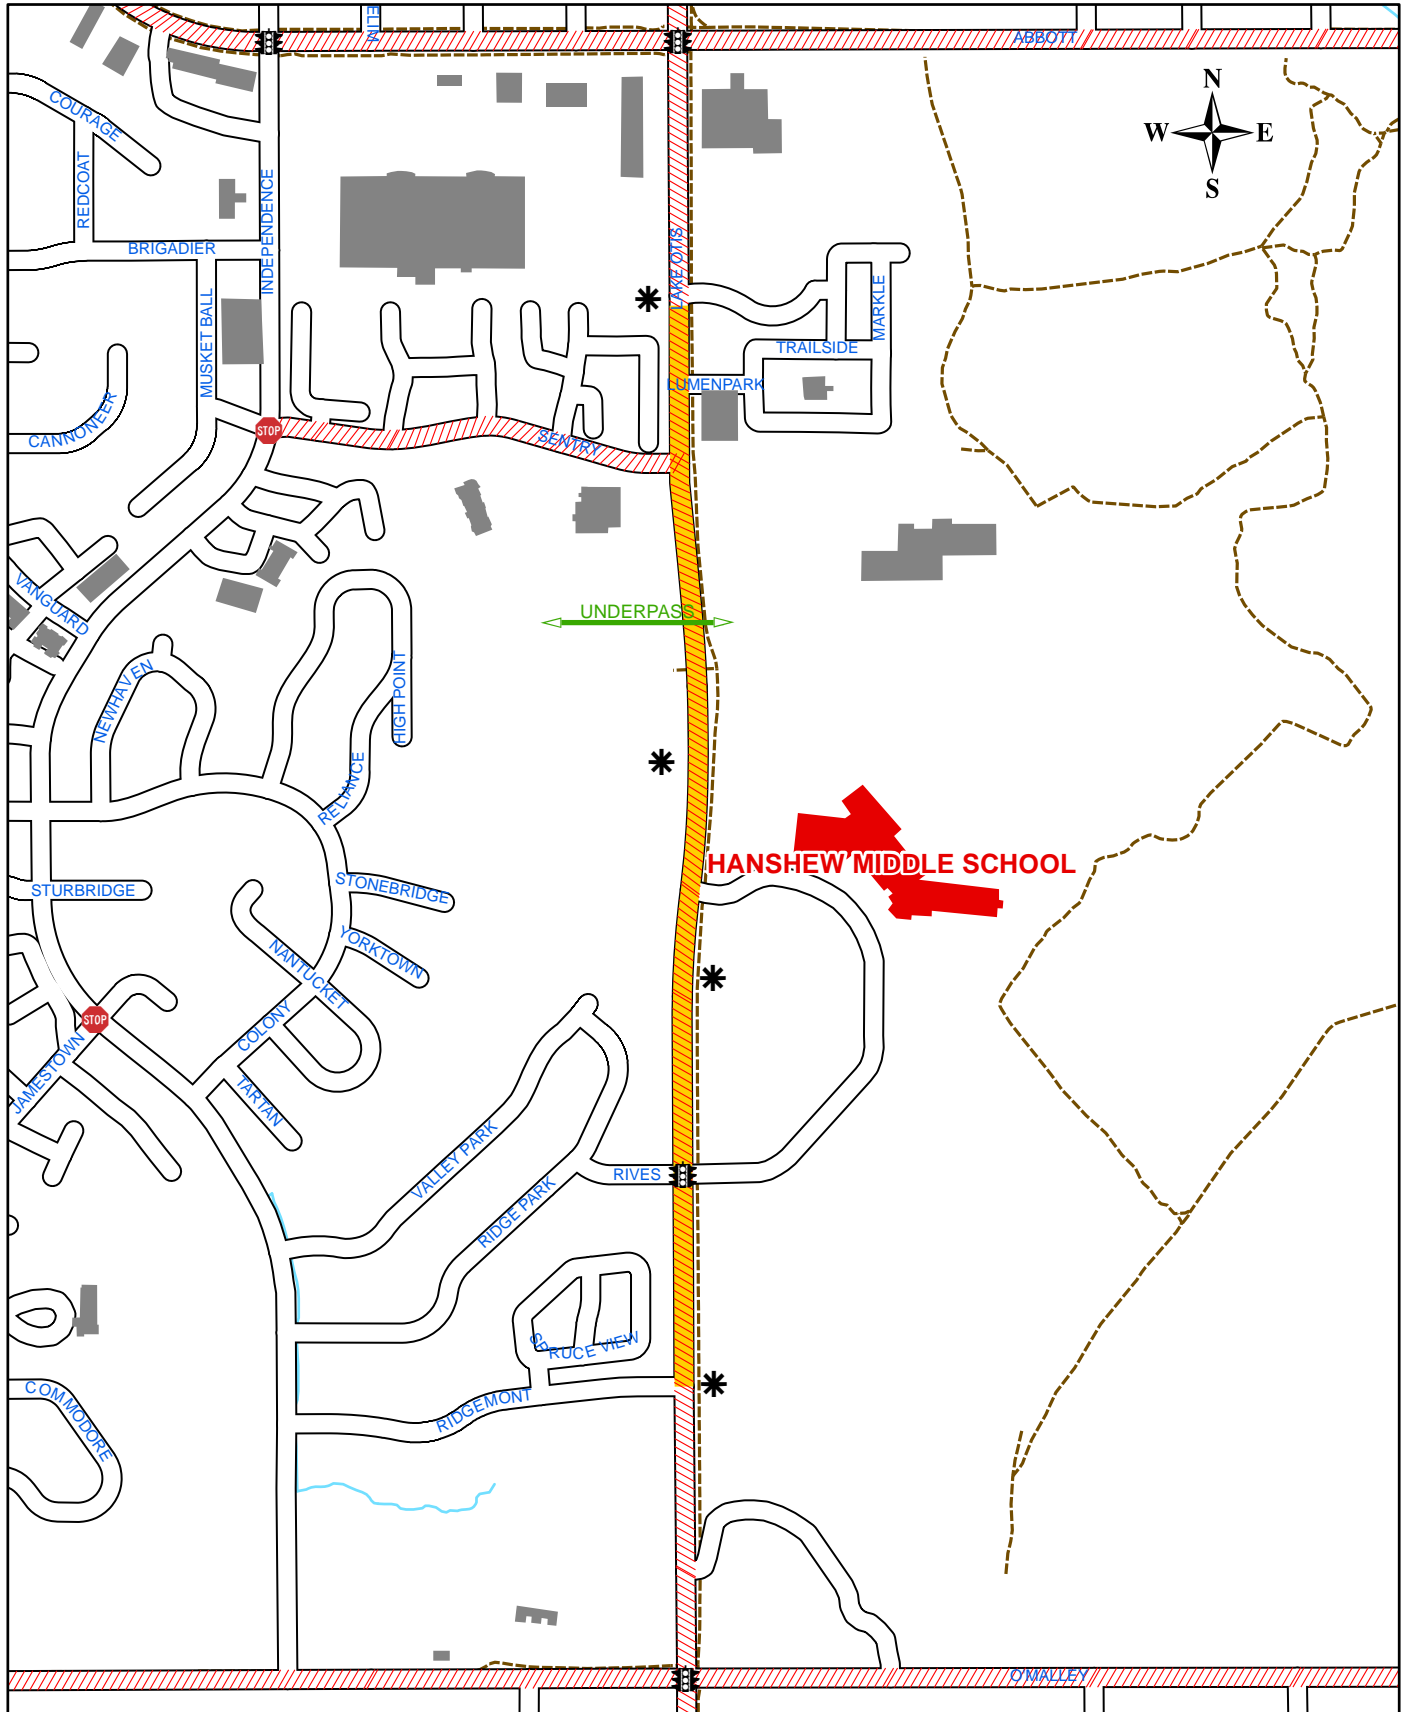 ELIM
ABBOTT
N
W E
S
COURAGE
REDCOAT
INDEPENDENCE
BRIGADIER
LAKE OTIS
MUSKET BALL
MARKLE
TRAILSIDE
LUMENPARK
CANNONEER
STOP
SENTRY
VANGUARD
UNDERPASS
NEWHAVEN
HIGH POINT
RELIANCE
HANSHEW MIDDLE SCHOOL
STURBRIDGE
STONEBRIDGE
YORKTOWN
NANTUCKET
STOP
COLONY
JAMESTOWN
TARTAN
VALLEY PARK
RIVES
RIDGE PARK
SPRUCE VIEW
COMMODORE
RIDGEMONT
O'MALLEY